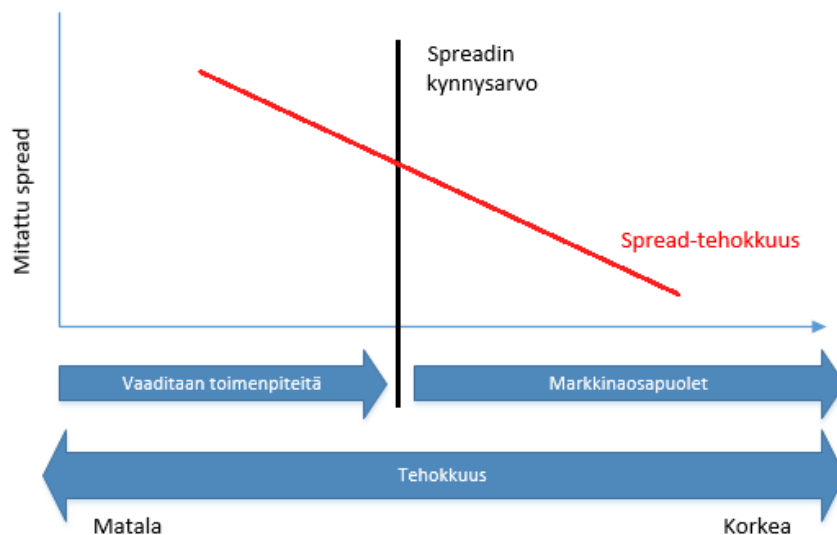 Spreadin
kynnysarvo
Mitattu spread
Spread-tehokkuus
Vaaditaan toimenpiteitä
Markkinaosapuolet
Tehokkuus
Matala
Korkea